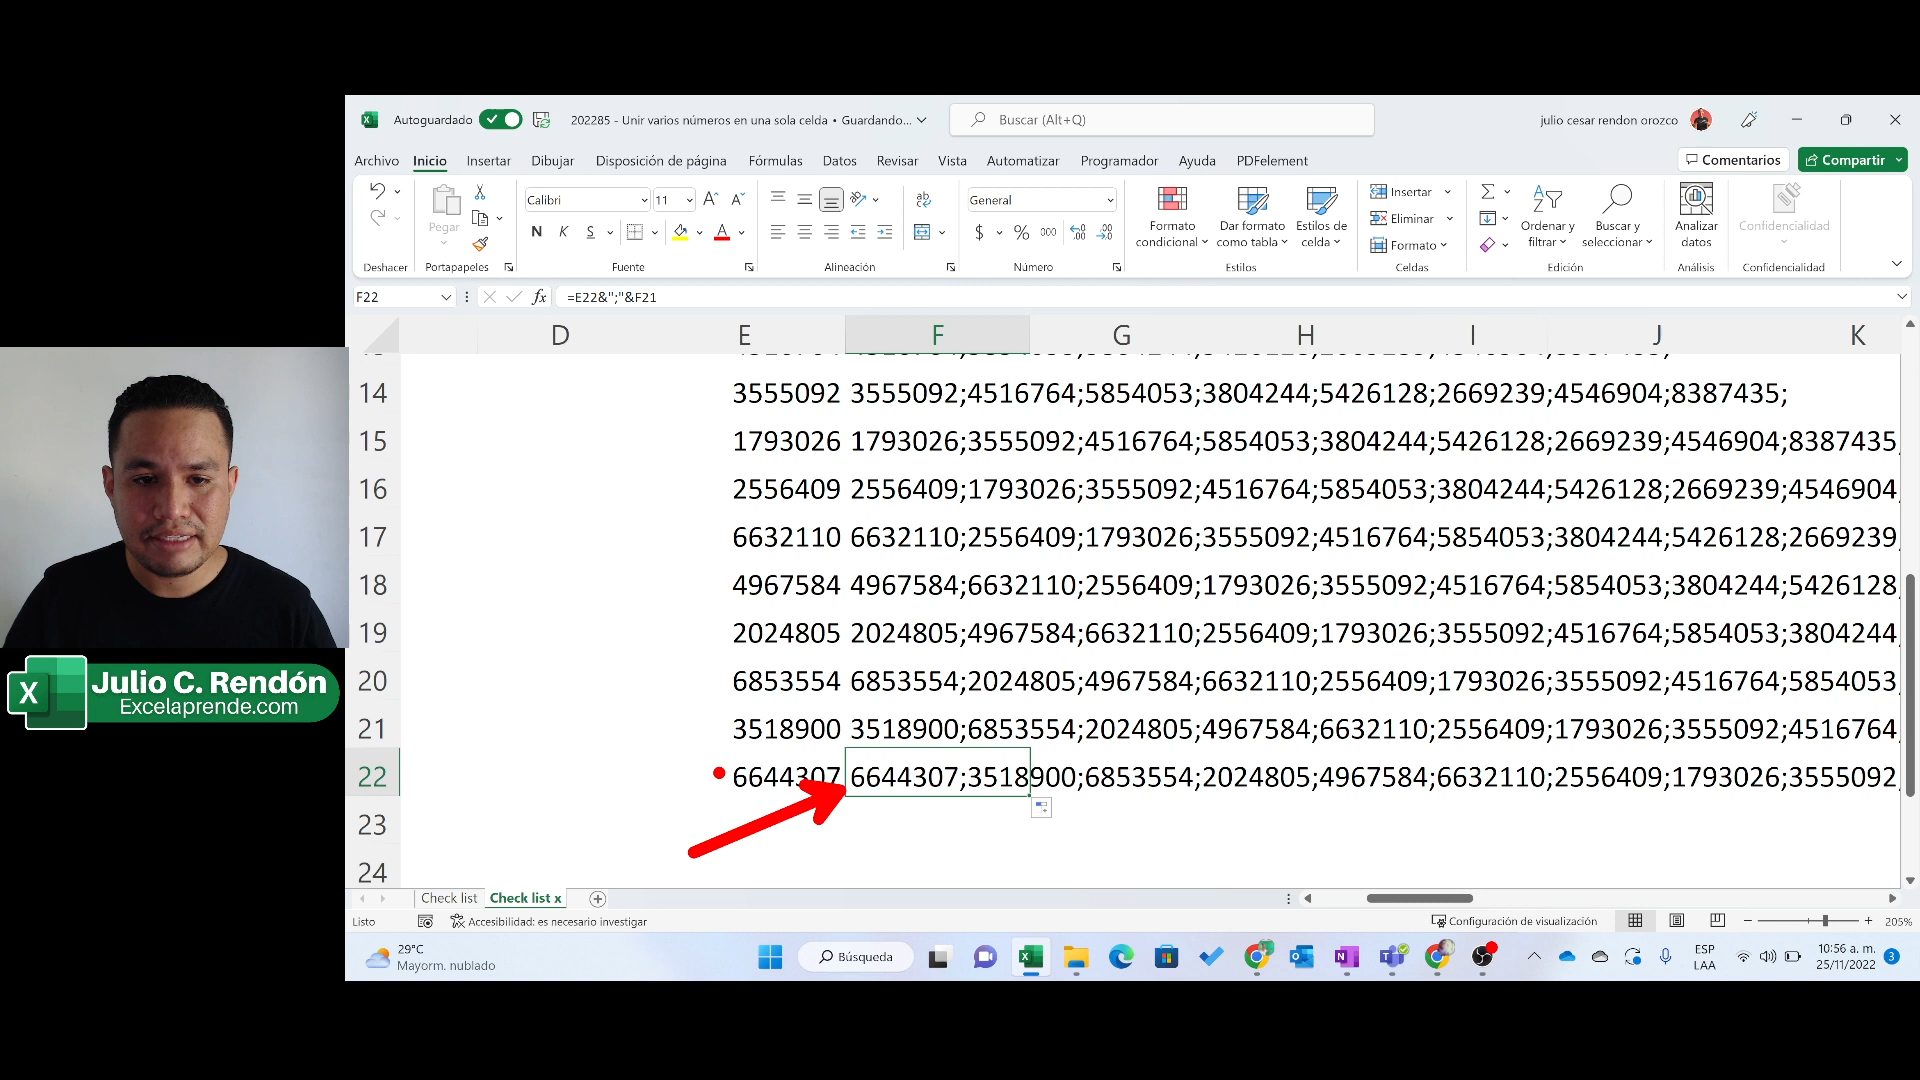 Autoguardado
202285 - Unir varios números en una sola celda • Guardando...
Buscar (Alt+Q)
julio cesar rendon orozco
Archivo Inicio Insertar Dibujar Disposición de página Fórmulas Datos Revisar Vista Automatizar Programador Ayuda PDFelement
Comentarios Compartir
Pegar
Calibri 11
General
Formato condicional
Dar formato como tabla
Estilos de celda
Insertar
Eliminar
Formato
Ordenar y filtrar
Buscar y seleccionar
Analizar datos
Confidencialidad
N K S
$ % 000
Deshacer Portapapeles Fuente Alineación Número Estilos Celdas Edición Análisis Confidencialidad
F22 fx =E22&";"&F21
D E F G H I J K
14 3555092 3555092;4516764;5854053;3804244;5426128;2669239;4546904;8387435;
15 1793026 1793026;3555092;4516764;5854053;3804244;5426128;2669239;4546904;8387435
16 2556409 2556409;1793026;3555092;4516764;5854053;3804244;5426128;2669239;4546904
17 6632110 6632110;2556409;1793026;3555092;4516764;5854053;3804244;5426128;2669239
18 4967584 4967584;6632110;2556409;1793026;3555092;4516764;5854053;3804244;5426128
19 2024805 2024805;4967584;6632110;2556409;1793026;3555092;4516764;5854053;3804244
20 6853554 6853554;2024805;4967584;6632110;2556409;1793026;3555092;4516764;5854053
21 3518900 3518900;6853554;2024805;4967584;6632110;2556409;1793026;3555092;4516764
22 6644307 6644307;3518900;6853554;2024805;4967584;6632110;2556409;1793026;3555092
23
24
Julio C. Rendón
Excelaprende.com
Check list Check list x
Listo Accesibilidad: es necesario investigar Configuración de visualización 205%
29°C
Mayorm. nublado
Búsqueda
ESP
LAA
10:56 a. m.
25/11/2022
3